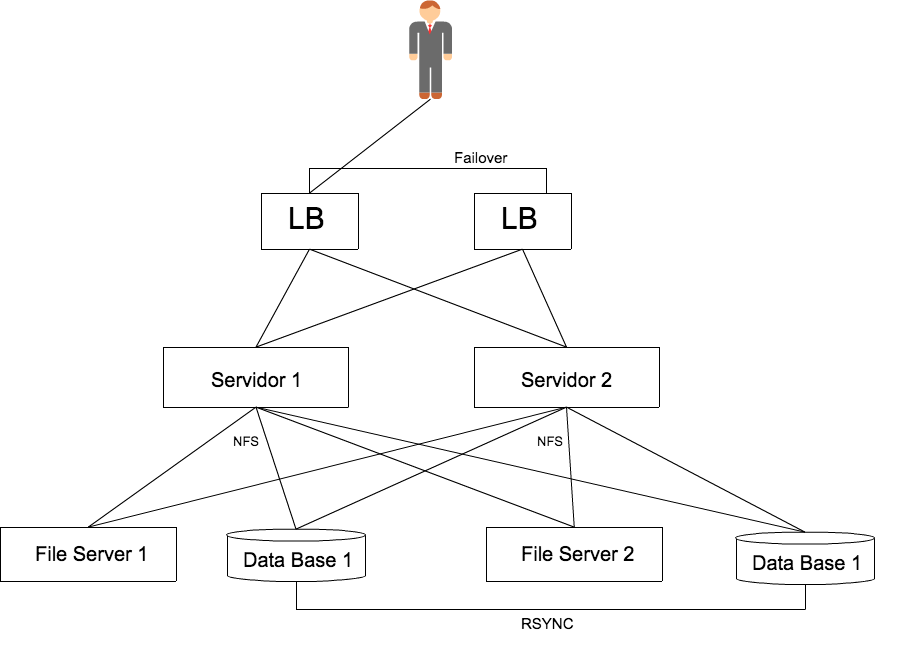 Failover
LB
LB
Servidor 1
Servidor 2
NFS
NFS
File Server 1
Data Base 1
File Server 2
Data Base 1
RSYNC